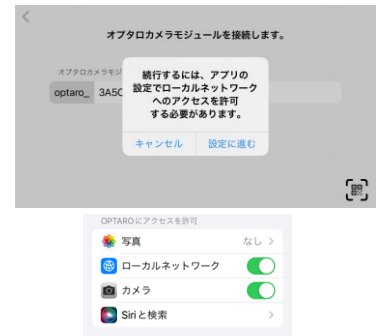 オプタロカメラモジュールを接続します。
オプタロカメラモジ
optaro_ 3A5C
続行するには、アプリの
設定でローカルネットワーク
へのアクセスを許可
する必要があります。
キャンセル 設定に進む
OPTAROにアクセスを許可
写真 なし
ローカルネットワーク
カメラ
Siriと検索